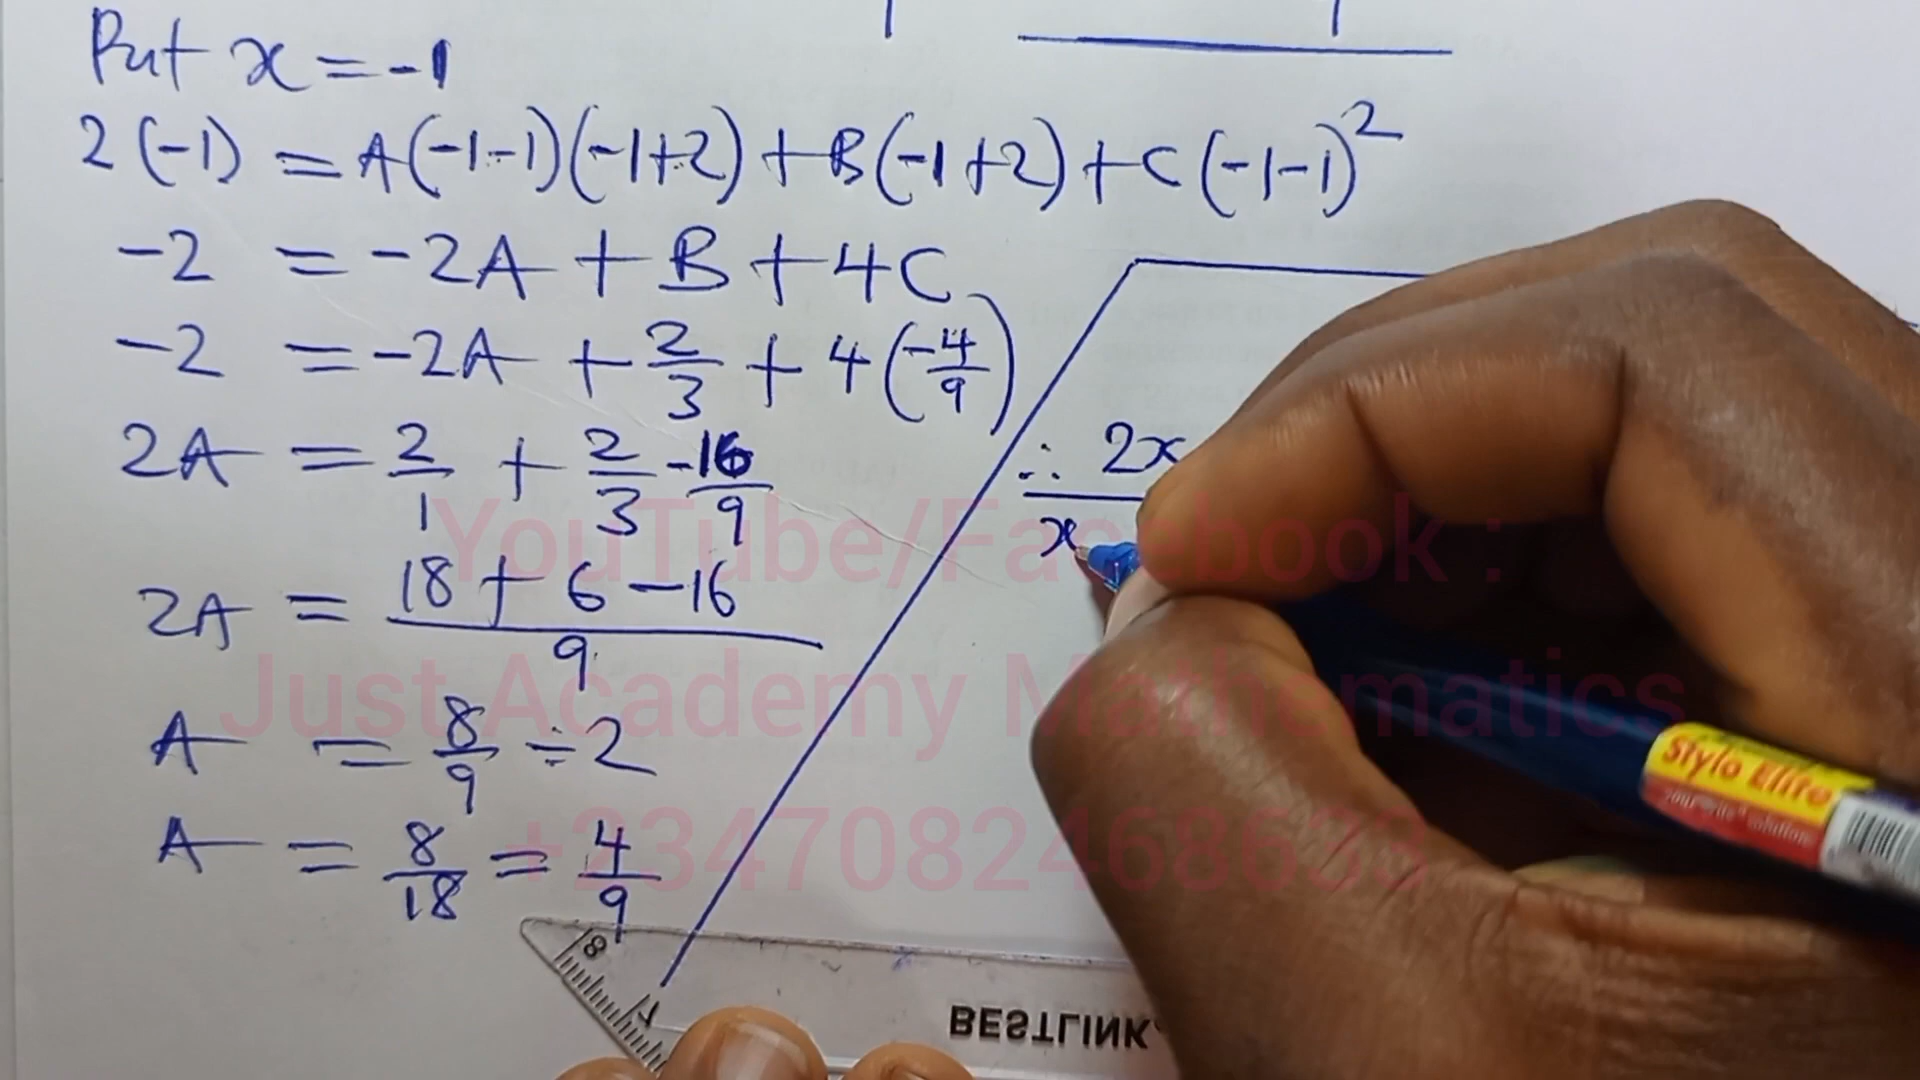 Put x = -1
2(-1) = A(-1-1)(-1+2) + B(-1+2) + C(-1-1)²
-2 = -2A + B + 4C
-2 = -2A + 2/3 + 4(-4/9)
2A = 2/1 + 2/3 - 16/9
2A = (18 + 6 - 16)/9
A = 8/9 ÷ 2
A = 8/18 = 4/9
∴ 2x
x
YouTube/Facebook :
Just Academy Mathematics
Stylo Elite
8
7
BESTLINK